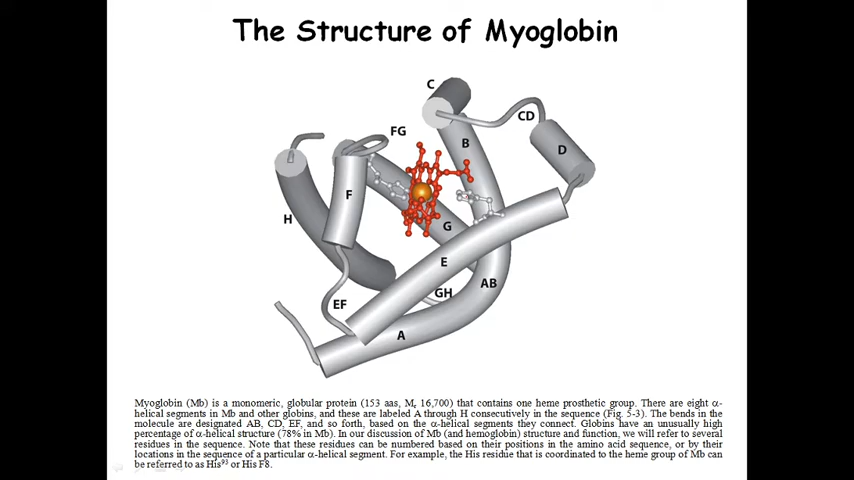 The Structure of Myoglobin
C
CD
FG
B
D
F
H
G
E
AB
GH
EF
A
Myoglobin (Mb) is a monomeric, globular protein (153 aas, Mr 16,700) that contains one heme prosthetic group. There are eight α-
helical segments in Mb and other globins, and these are labeled A through H consecutively in the sequence (Fig. 5-3). The bends in the
molecule are designated AB, CD, EF, and so forth, based on the α-helical segments they connect. Globins have an unusually high
percentage of α-helical structure (78% in Mb). In our discussion of Mb (and hemoglobin) structure and function, we will refer to several
residues in the sequence. Note that these residues can be numbered based on their positions in the amino acid sequence, or by their
locations in the sequence of a particular α-helical segment. For example, the His residue that is coordinated to the heme group of Mb can
be referred to as His⁹³ or His F8.